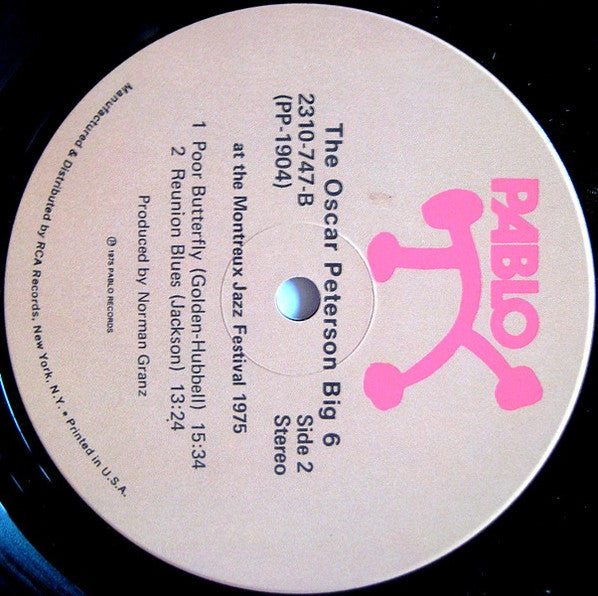 PABLO
The Oscar Peterson Big 6
2310-747-B
(PP-1904)
Side 2
Stereo
at the Montreux Jazz Festival 1975
1 Poor Butterfly (Golden-Hubbell) 15:34
2 Reunion Blues (Jackson) 13:24
Produced by Norman Granz
℗ 1975 PABLO RECORDS
Manufactured & Distributed by RCA Records, New York, N.Y. • Printed in U.S.A.